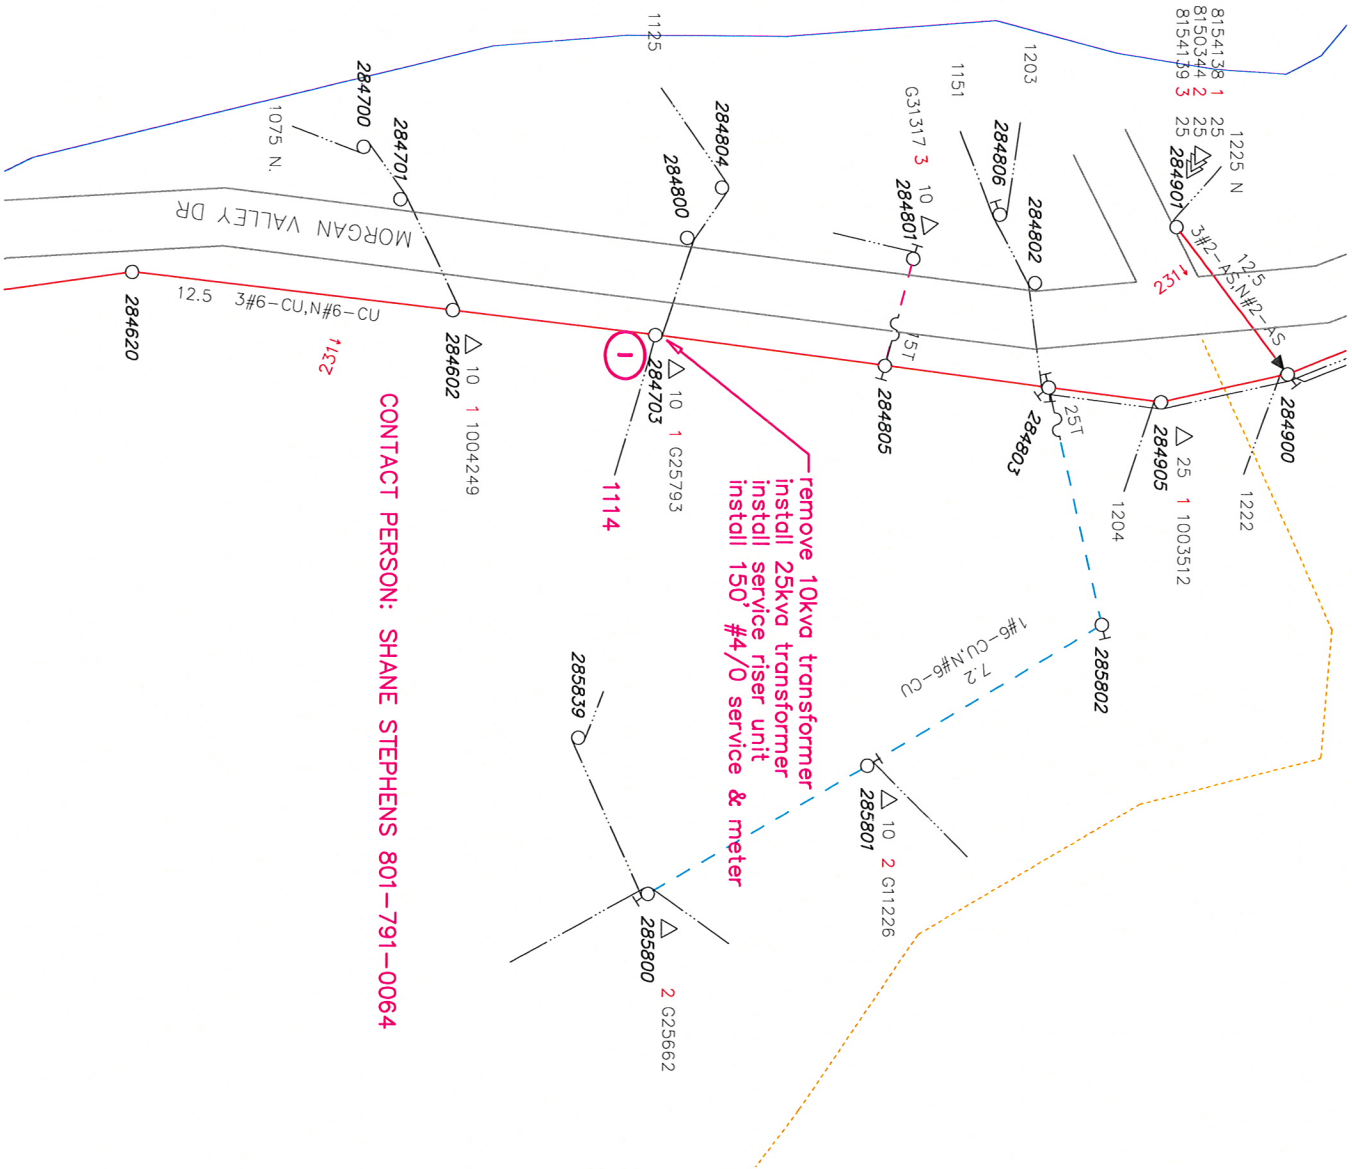 8154138 1 25
8150344 2 25
8154139 3 25
284901
1225 N
12.5
3#2-AS,N#2-AS
231
284900
1222
25 1 1003512
284905
1204
1203
284802
284806
1151
G31317 3 10
284801
15T
284805
25T
284803
1125
284804
284800
10 1 G25793
284703
1
1114
remove 10kva transformer
install 25kva transformer
install service riser unit
install 150' #4/0 service & meter
284700
284701
1075 N.
MORGAN VALLEY DR
10 1 1004249
284602
12.5 3#6-CU,N#6-CU
231
284620
CONTACT PERSON: SHANE STEPHENS 801-791-0064
285802
1#6-CU,N#6-CU
7.2
10 2 G11226
285801
285839
2 G25662
285800